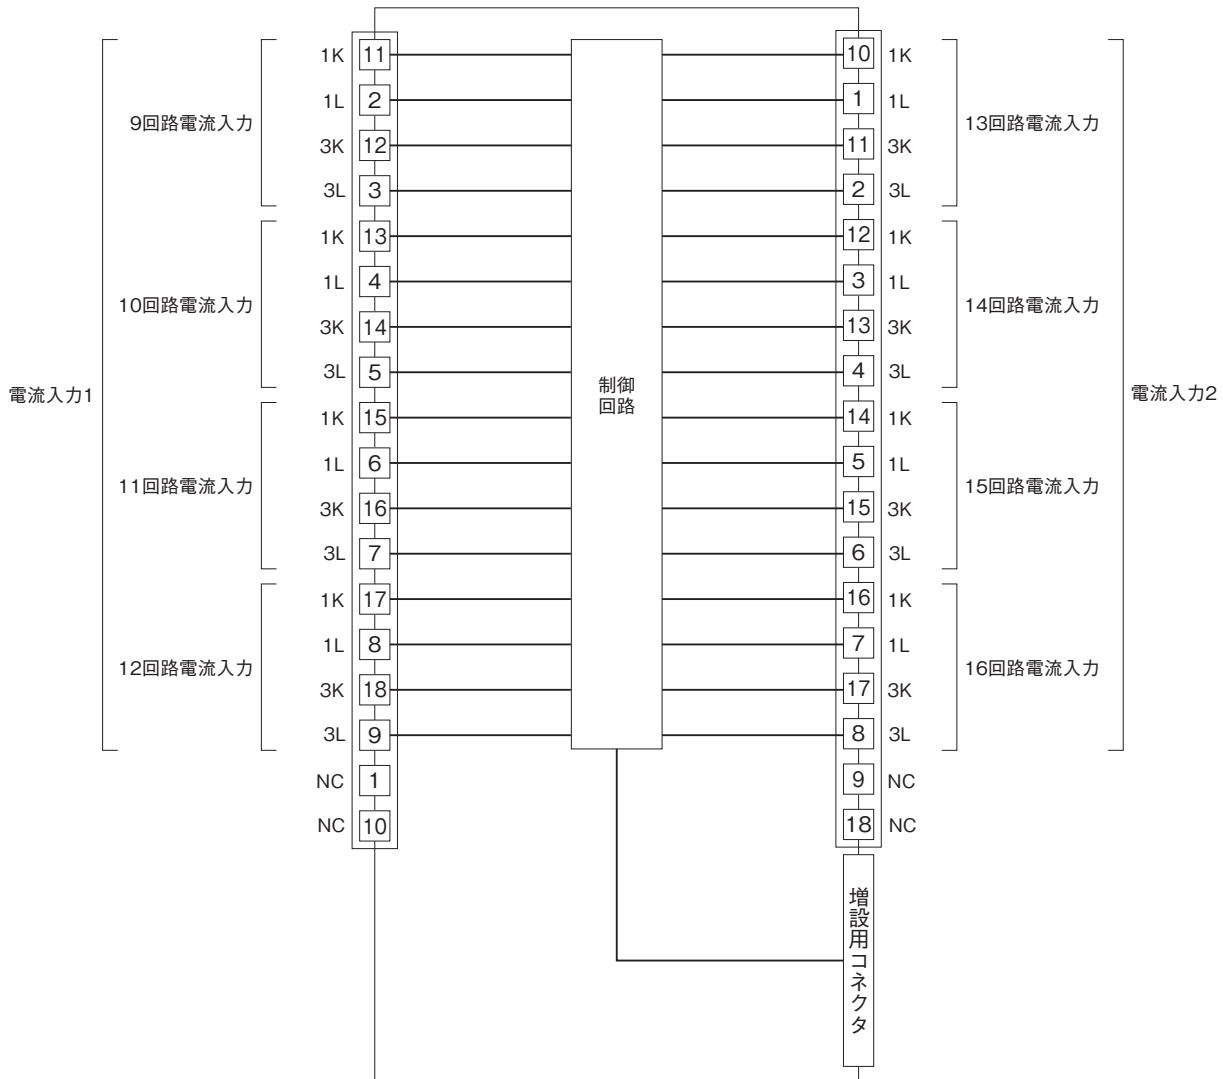 1K 11 10 1K
1L 2 1 1L
9回路電流入力 13回路電流入力
3K 12 11 3K
3L 3 2 3L
1K 13 12 1K
1L 4 3 1L
10回路電流入力 14回路電流入力
3K 14 13 3K
3L 5 4 3L
制御
回路
電流入力1 電流入力2
1K 15 14 1K
1L 6 5 1L
11回路電流入力 15回路電流入力
3K 16 15 3K
3L 7 6 3L
1K 17 16 1K
1L 8 7 1L
12回路電流入力 16回路電流入力
3K 18 17 3K
3L 9 8 3L
NC 1 9 NC
NC 10 18 NC
増設用コネクタ